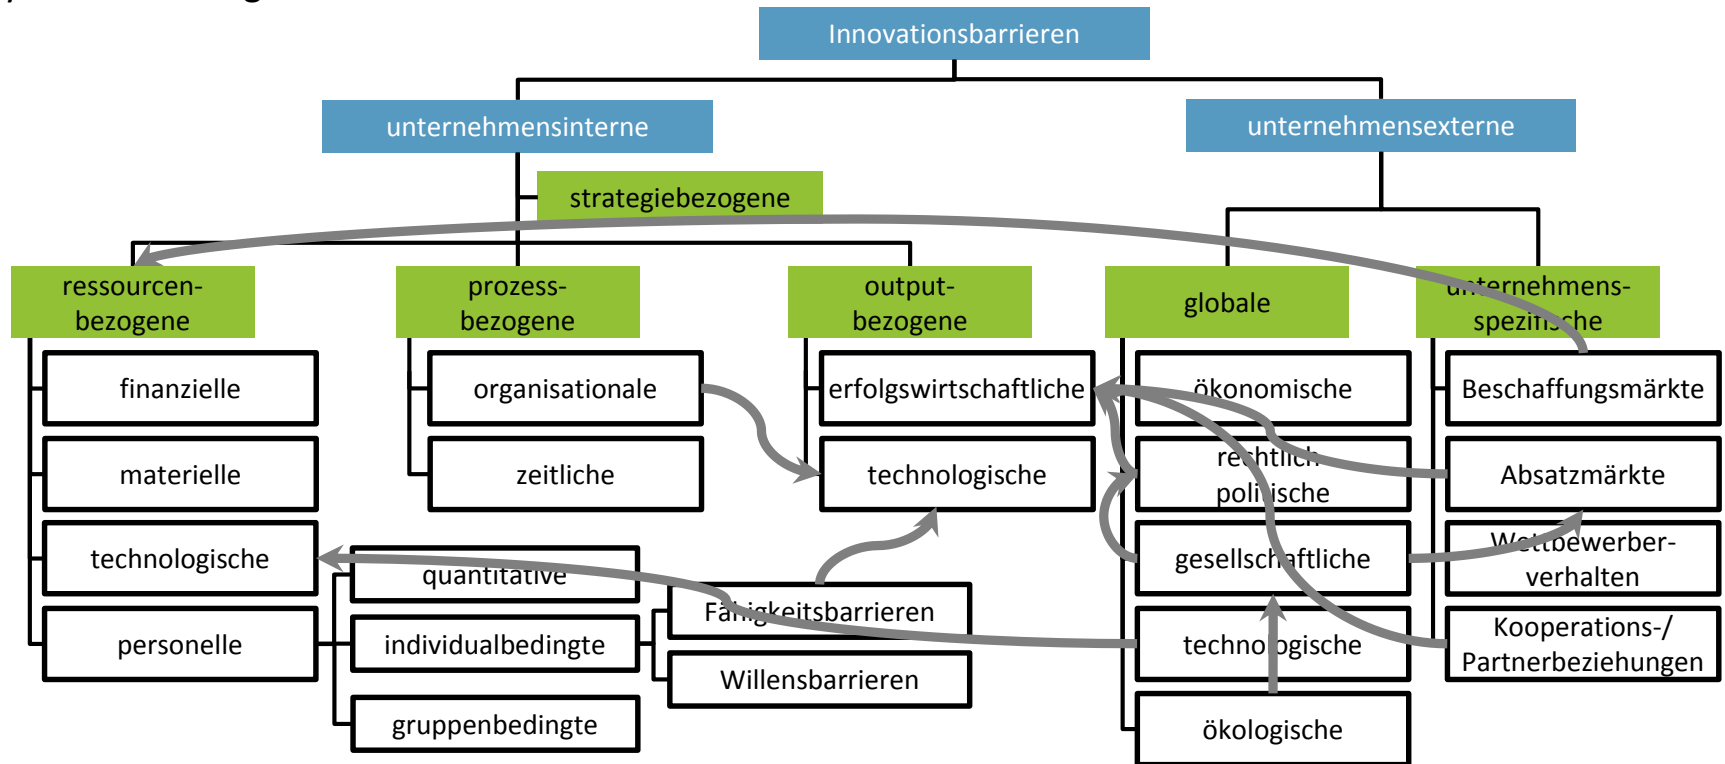 Innovationsbarrieren
unternehmensinterne
unternehmensexterne
strategiebezogene
ressourcen-
bezogene
prozess-
bezogene
output-
bezogene
globale
unternehmens-
spezifische
finanzielle
materielle
technologische
personelle
quantitative
individualbedingte
gruppenbedingte
Fähigkeitsbarrieren
Willensbarrieren
organisationale
zeitliche
erfolgswirtschaftliche
technologische
ökonomische
rechtlich
politische
gesellschaftliche
technologische
ökologische
Beschaffungsmärkte
Absatzmärkte
Wettbewerber-
verhalten
Kooperations-/
Partnerbeziehungen